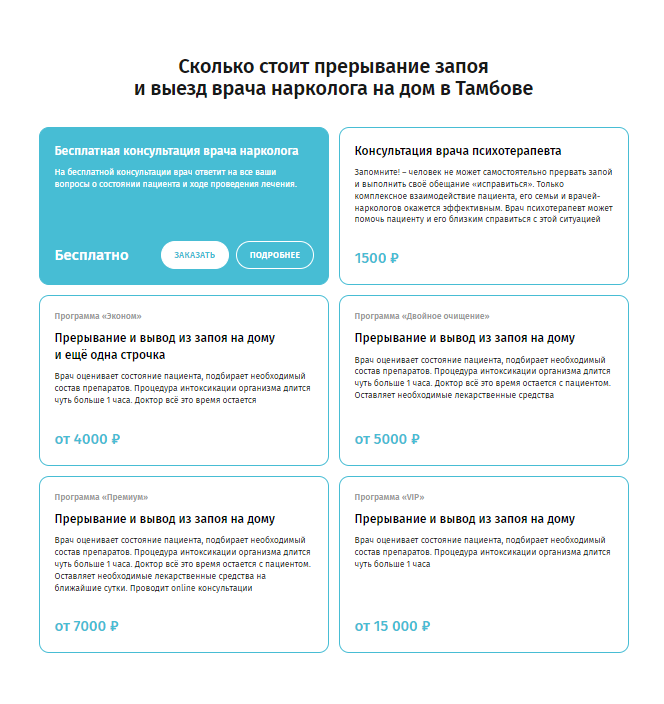 Сколько стоит прерывание запоя
и выезд врача нарколога на дом в Тамбове
Бесплатная консультация врача нарколога
На бесплатной консультации врач ответит на все ваши
вопросы о состоянии пациента и ходе проведения лечения.
Бесплатно
ЗАКАЗАТЬ
ПОДРОБНЕЕ
Консультация врача психотерапевта
Запомните! – человек не может самостоятельно прервать запой
и выполнить своё обещание «исправиться». Только
комплексное взаимодействие пациента, его семьи и врачей-
наркологов окажется эффективным. Врач психотерапевт может
помочь пациенту и его близким справиться с этой ситуацией
1500 ₽
Программа «Эконом»
Прерывание и вывод из запоя на дому
и ещё одна строчка
Врач оценивает состояние пациента, подбирает необходимый
состав препаратов. Процедура интоксикации организма длится
чуть больше 1 часа. Доктор всё это время остается
от 4000 ₽
Программа «Двойное очищение»
Прерывание и вывод из запоя на дому
Врач оценивает состояние пациента, подбирает необходимый
состав препаратов. Процедура интоксикации организма длится
чуть больше 1 часа. Доктор всё это время остается с пациентом.
Оставляет необходимые лекарственные средства
от 5000 ₽
Программа «Премиум»
Прерывание и вывод из запоя на дому
Врач оценивает состояние пациента, подбирает необходимый
состав препаратов. Процедура интоксикации организма длится
чуть больше 1 часа. Доктор всё это время остается с пациентом.
Оставляет необходимые лекарственные средства на
ближайшие сутки. Проводит online консультации
от 7000 ₽
Программа «VIP»
Прерывание и вывод из запоя на дому
Врач оценивает состояние пациента, подбирает необходимый
состав препаратов. Процедура интоксикации организма длится
чуть больше 1 часа
от 15 000 ₽